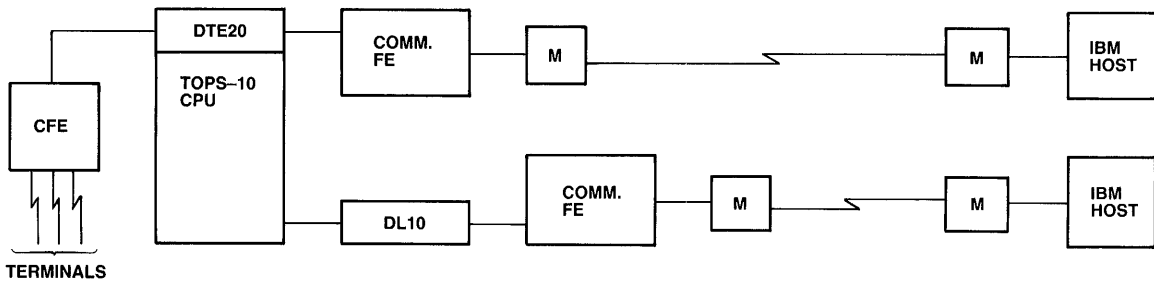 DTE20
TOPS–10
CPU
COMM.
FE
M
M
IBM
HOST
CFE
TERMINALS
DL10
COMM.
FE
M
M
IBM
HOST